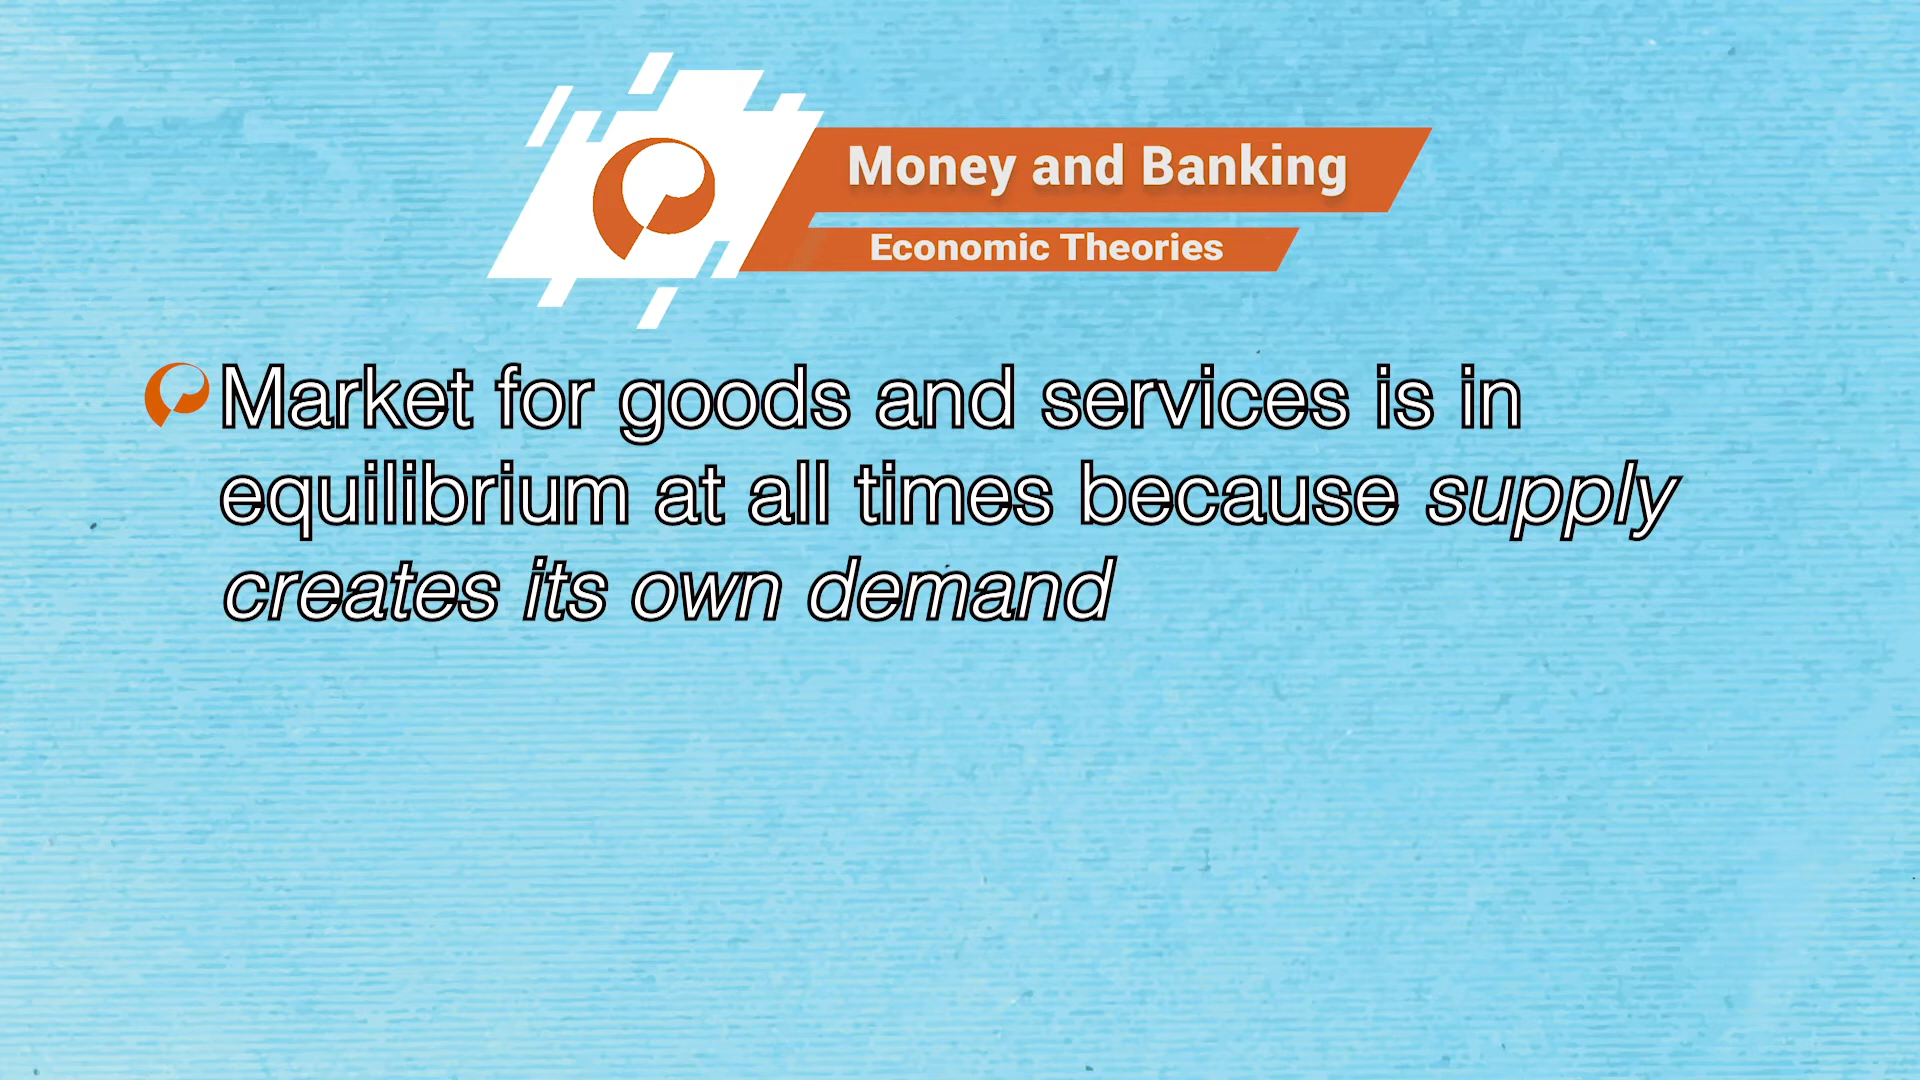 Money and Banking
Economic Theories
Market for goods and services is in
equilibrium at all times because supply
creates its own demand